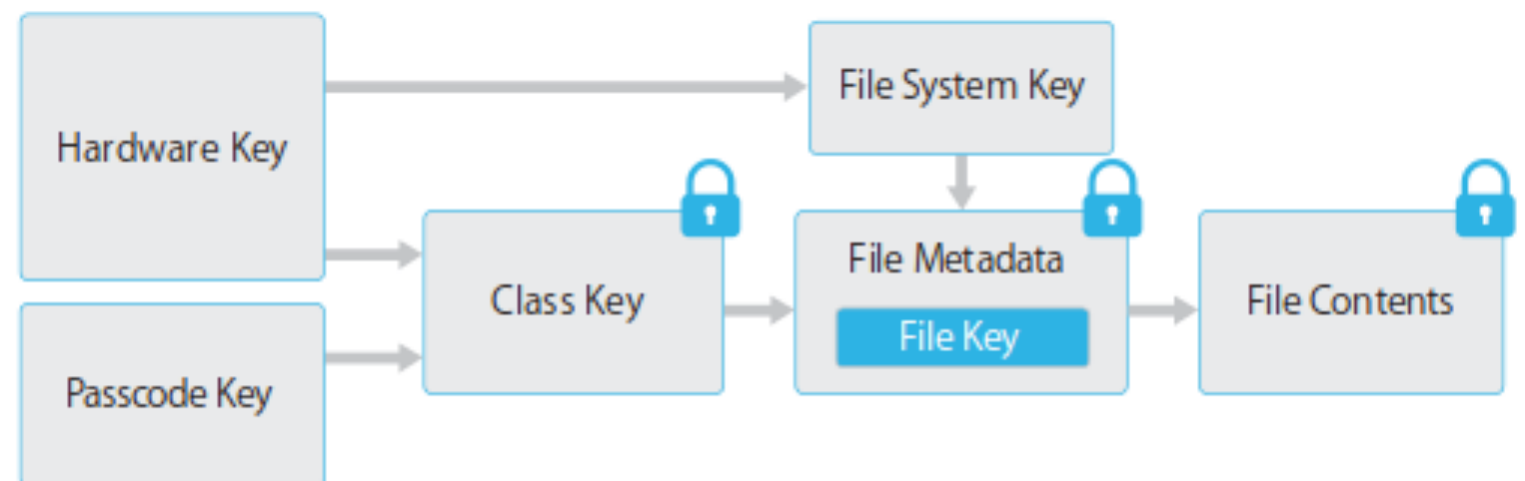 Hardware Key
File System Key
Class Key
File Metadata
File Key
File Contents
Passcode Key